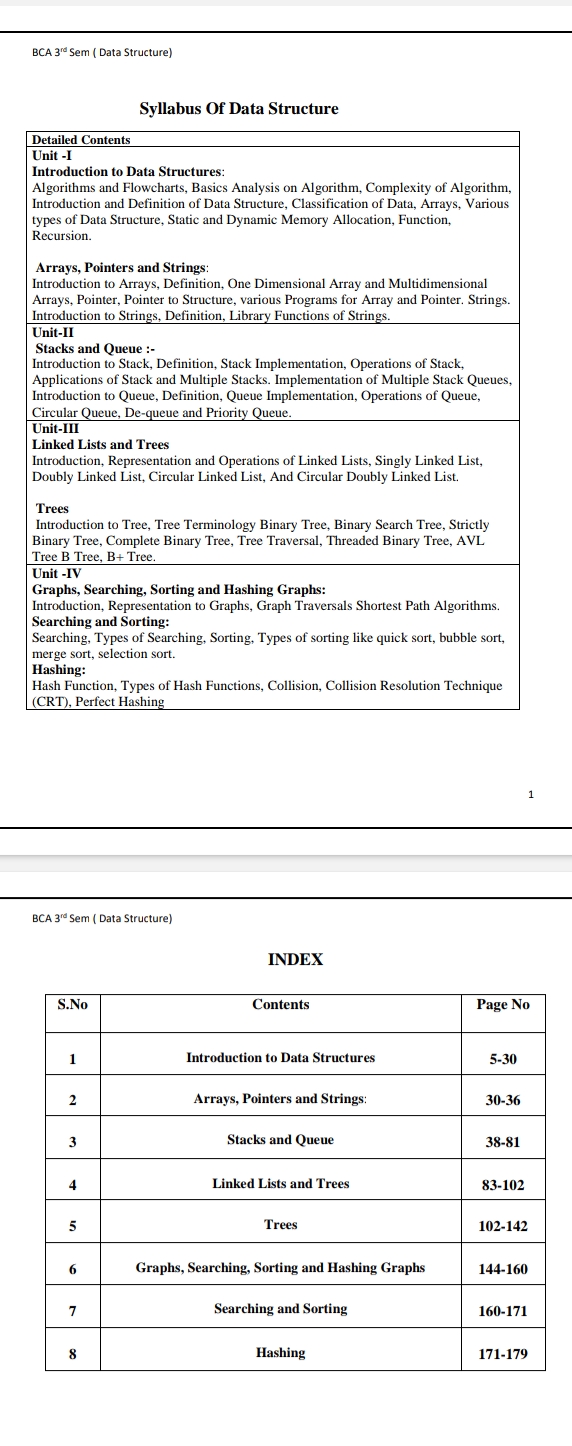 BCA 3rd Sem ( Data Structure)
Syllabus Of Data Structure
Detailed Contents
Unit -I
Introduction to Data Structures:
Algorithms and Flowcharts, Basics Analysis on Algorithm, Complexity of Algorithm,
Introduction and Definition of Data Structure, Classification of Data, Arrays, Various
types of Data Structure, Static and Dynamic Memory Allocation, Function,
Recursion.
Arrays, Pointers and Strings:
Introduction to Arrays, Definition, One Dimensional Array and Multidimensional
Arrays, Pointer, Pointer to Structure, various Programs for Array and Pointer. Strings.
Introduction to Strings, Definition, Library Functions of Strings.
Unit-II
Stacks and Queue :-
Introduction to Stack, Definition, Stack Implementation, Operations of Stack,
Applications of Stack and Multiple Stacks. Implementation of Multiple Stack Queues,
Introduction to Queue, Definition, Queue Implementation, Operations of Queue,
Circular Queue, De-queue and Priority Queue.
Unit-III
Linked Lists and Trees
Introduction, Representation and Operations of Linked Lists, Singly Linked List,
Doubly Linked List, Circular Linked List, And Circular Doubly Linked List.
Trees
Introduction to Tree, Tree Terminology Binary Tree, Binary Search Tree, Strictly
Binary Tree, Complete Binary Tree, Tree Traversal, Threaded Binary Tree, AVL
Tree B Tree, B+ Tree.
Unit -IV
Graphs, Searching, Sorting and Hashing Graphs:
Introduction, Representation to Graphs, Graph Traversals Shortest Path Algorithms.
Searching and Sorting:
Searching, Types of Searching, Sorting, Types of sorting like quick sort, bubble sort,
merge sort, selection sort.
Hashing:
Hash Function, Types of Hash Functions, Collision, Collision Resolution Technique
(CRT), Perfect Hashing
1
BCA 3rd Sem ( Data Structure)
INDEX
S.No Contents Page No
1 Introduction to Data Structures 5-30
2 Arrays, Pointers and Strings: 30-36
3 Stacks and Queue 38-81
4 Linked Lists and Trees 83-102
5 Trees 102-142
6 Graphs, Searching, Sorting and Hashing Graphs 144-160
7 Searching and Sorting 160-171
8 Hashing 171-179